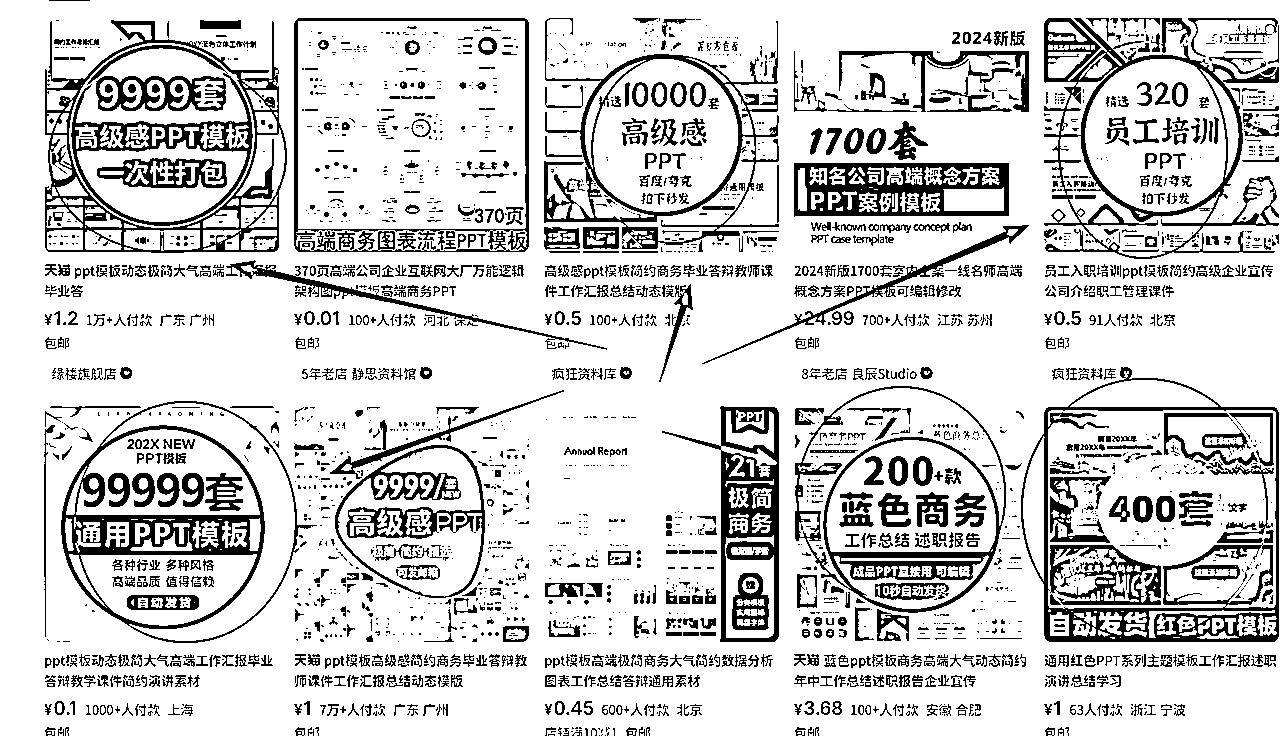 9999套
高级感PPT模板
一次性打包
370页
高端商务图表流程PPT模板
精选10000套
高级感
PPT
百度/夸克
拍下秒发
2024新版
1700套
知名公司高端概念方案
PPT案例模板
Well-known company concept plan
PPT case template
精选 320 套
员工培训
PPT
百度/夸克
拍下秒发
天猫 ppt模板动态极简大气高端工作汇报
毕业答
¥1.2 1万+人付款 广东 广州
包邮
缘楼旗舰店
370页高端公司企业互联网大厂万能逻辑
架构图ppt模板高端商务PPT
¥0.01 100+人付款 河北 保定
5年老店 静思资料馆
高级感ppt模板简约商务毕业答辩教师课
件工作汇报总结动态模版
¥0.5 100+人付款 北京
包邮
疯狂资料库
2024新版1700套室内全案一线名师高端
概念方案PPT模板可编辑修改
¥24.99 700+人付款 江苏 苏州
包邮
8年老店 良辰Studio
员工入职培训ppt模板简约高级企业宣传
公司介绍职工管理课件
¥0.5 91人付款 北京
包邮
疯狂资料库
202X NEW
PPT模板
99999套
通用PPT模板
各种行业 多种风格
高端品质 值得信赖
自动发货
9999/套
高级感PPT
可发解辑
Annual Report
PPT
21套
极简
商务
200+款
蓝色商务
工作总结 述职报告
成品PPT互联用 可编辑
10秒自动发货
400套
文字
自动发货 红色PPT模板
ppt模板动态极简大气高端工作汇报毕业
答辩教学课件简约演讲素材
¥0.1 1000+人付款 上海
包邮
天猫 ppt模板高级感简约商务毕业答辩教
师课件工作汇报总结动态模版
¥1 7万+人付款 广东 广州
包邮
ppt模板高端极简商务大气简约数据分析
图表工作总结答辩通用素材
¥0.45 600+人付款 北京
包邮
天猫 蓝色ppt模板商务高端大气动态简约
年中工作总结述职报告企业宣传
¥3.68 100+人付款 安徽 合肥
包邮
通用红色PPT系列主题模板工作汇报述职
演讲总结学习
¥1 63人付款 浙江 宁波
包邮